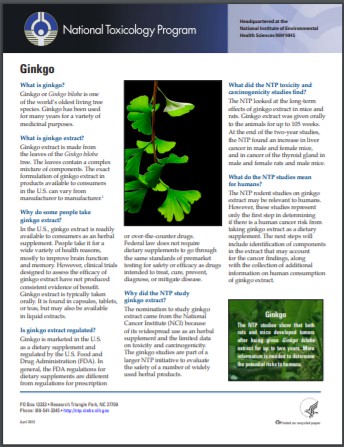 National Toxicology Program
Headquartered at the
National Institute of Environmental
Health Sciences NIH-HHS
Ginkgo
What is ginkgo?
Ginkgo or Ginkgo biloba is one
of the world's oldest living tree
species. Ginkgo has been used
for many years for a variety of
medicinal purposes.
What is ginkgo extract?
Ginkgo extract is made from
the leaves of the Ginkgo biloba
tree. The leaves contain a complex
mixture of components. The exact
formulation of ginkgo extract in
products available to consumers
in the U.S. can vary from
manufacturer to manufacturer.¹
Why do some people take
ginkgo extract?
In the U.S., ginkgo extract is readily
available to consumers as an herbal
supplement. People take it for a
wide variety of health reasons,
mostly to improve brain function
and memory. However, clinical trials
designed to assess the efficacy of
ginkgo extract have not produced
consistent evidence of benefit.
Ginkgo extract is typically taken
orally. It is found in capsules, tablets,
or teas, but may also be available
in liquid extracts.
Is ginkgo extract regulated?
Ginkgo is marketed in the U.S.
as a dietary supplement and
regulated by the U.S. Food and
Drug Administration (FDA). In
general, the FDA regulations for
dietary supplements are different
from regulations for prescription
or over-the-counter drugs.
Federal law does not require
dietary supplements to go through
the same standards of premarket
testing for safety or efficacy as drugs
intended to treat, cure, prevent,
diagnose, or mitigate disease.
Why did the NTP study
ginkgo extract?
The nomination to study ginkgo
extract came from the National
Cancer Institute (NCI) because
of its widespread use as an herbal
supplement and the limited data
on toxicity and carcinogenicity.
The ginkgo studies are part of a
larger NTP initiative to evaluate
the safety of a number of widely
used herbal products.
What did the NTP toxicity and
carcinogenicity studies find?
The NTP looked at the long-term
effects of ginkgo extract in mice and
rats. Ginkgo extract was given orally
to the animals for up to 105 weeks.
At the end of the two-year studies,
the NTP found an increase in liver
cancer in male and female mice,
and in cancer of the thyroid gland in
male and female rats and male mice.
What do the NTP studies mean
for humans?
The NTP rodent studies on ginkgo
extract may be relevant to humans.
However, these studies represent
only the first step in determining
if there is a human cancer risk from
taking ginkgo extract as a dietary
supplement. The next steps will
include identification of components
in the extract that may account
for the cancer findings, along
with the collection of additional
information on human consumption
of ginkgo extract.
Ginkgo
The NTP studies show that both
rats and mice developed tumors
after being given Ginkgo biloba
extract for up to two years. More
information is needed to determine
the potential risks to humans.
PO Box 12233 • Research Triangle Park, NC 27709
Phone: 919-541-3345 • http://ntp.niehs.nih.gov
April 2013
Printed on recycled paper